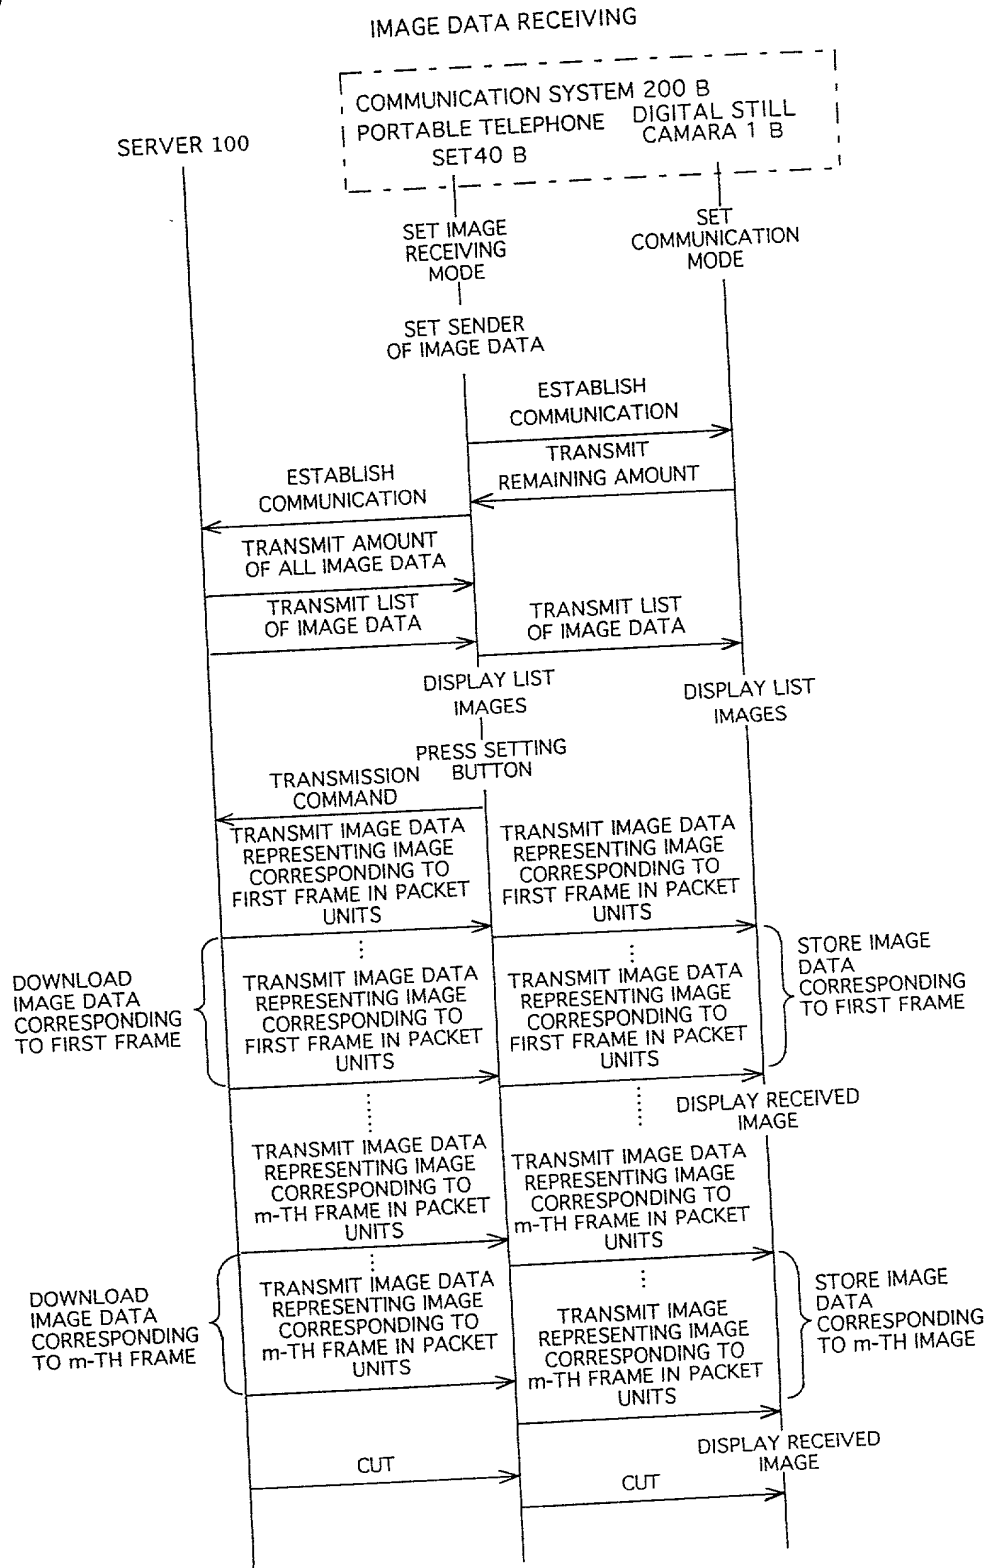 IMAGE DATA RECEIVING
COMMUNICATION SYSTEM 200 B
PORTABLE TELEPHONE
SET40 B
DIGITAL STILL
CAMARA 1 B
SERVER 100
SET IMAGE
RECEIVING
MODE
SET
COMMUNICATION
MODE
SET SENDER
OF IMAGE DATA
ESTABLISH
COMMUNICATION
TRANSMIT
REMAINING AMOUNT
ESTABLISH
COMMUNICATION
TRANSMIT AMOUNT
OF ALL IMAGE DATA
TRANSMIT LIST
OF IMAGE DATA
TRANSMIT LIST
OF IMAGE DATA
DISPLAY LIST
IMAGES
DISPLAY LIST
IMAGES
PRESS SETTING
BUTTON
TRANSMISSION
COMMAND
TRANSMIT IMAGE DATA
REPRESENTING IMAGE
CORRESPONDING TO
FIRST FRAME IN PACKET
UNITS
TRANSMIT IMAGE DATA
REPRESENTING IMAGE
CORRESPONDING TO
FIRST FRAME IN PACKET
UNITS
DOWNLOAD
IMAGE DATA
CORRESPONDING
TO FIRST FRAME
TRANSMIT IMAGE DATA
REPRESENTING IMAGE
CORRESPONDING TO
FIRST FRAME IN PACKET
UNITS
TRANSMIT IMAGE DATA
REPRESENTING IMAGE
CORRESPONDING TO
FIRST FRAME IN PACKET
UNITS
STORE IMAGE
DATA
CORRESPONDING
TO FIRST FRAME
DISPLAY RECEIVED
IMAGE
TRANSMIT IMAGE DATA
REPRESENTING IMAGE
CORRESPONDING TO
m-TH FRAME IN PACKET
UNITS
TRANSMIT IMAGE DATA
REPRESENTING IMAGE
CORRESPONDING TO
m-TH FRAME IN PACKET
UNITS
DOWNLOAD
IMAGE DATA
CORRESPONDING
TO m-TH FRAME
TRANSMIT IMAGE DATA
REPRESENTING IMAGE
CORRESPONDING TO
m-TH FRAME IN PACKET
UNITS
TRANSMIT IMAGE
REPRESENTING IMAGE
CORRESPONDING TO
m-TH FRAME IN PACKET
UNITS
STORE IMAGE
DATA
CORRESPONDING
TO m-TH IMAGE
DISPLAY RECEIVED
IMAGE
CUT
CUT